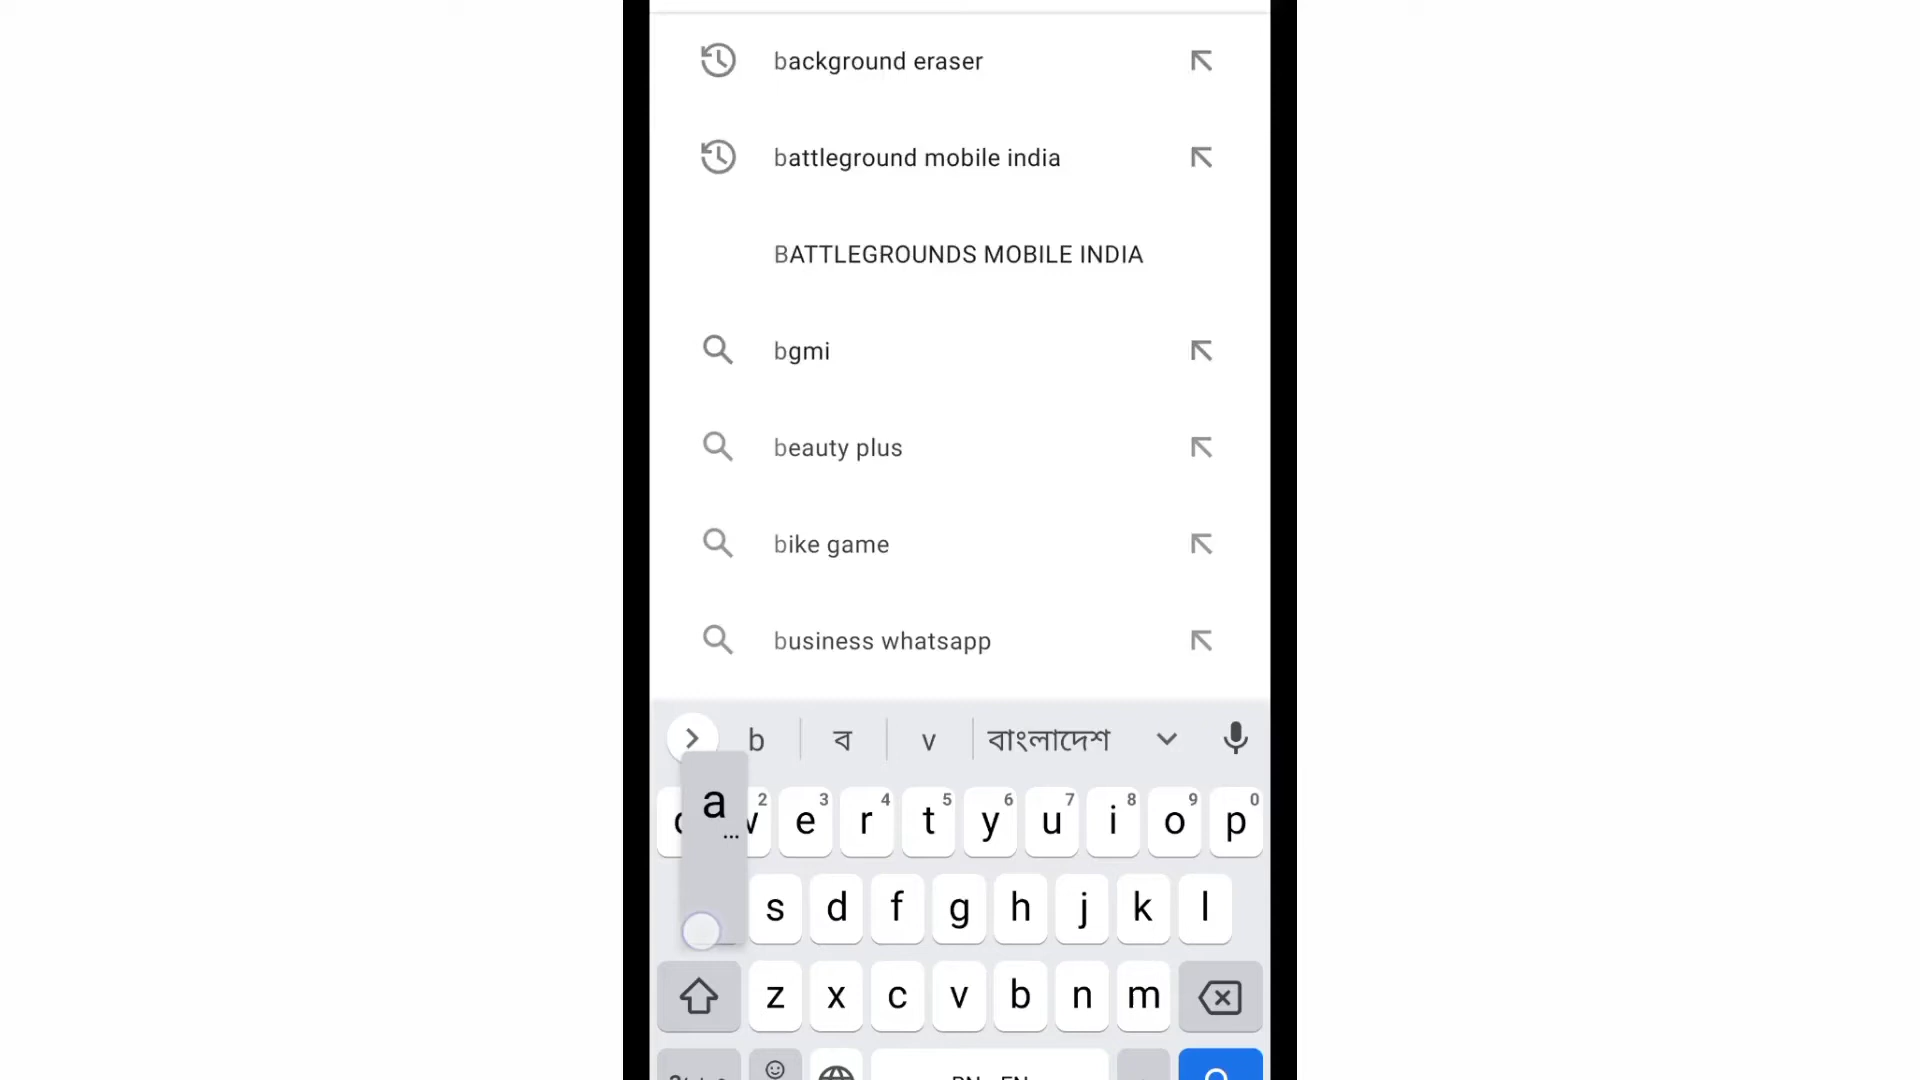 background eraser
battleground mobile india
BATTLEGROUNDS MOBILE INDIA
bgmi
beauty plus
bike game
business whatsapp
b ব v বাংলাদেশ
a
2 3 4 5 6 7 8 9 0
e r t y u i o p
s d f g h j k l
z x c v b n m